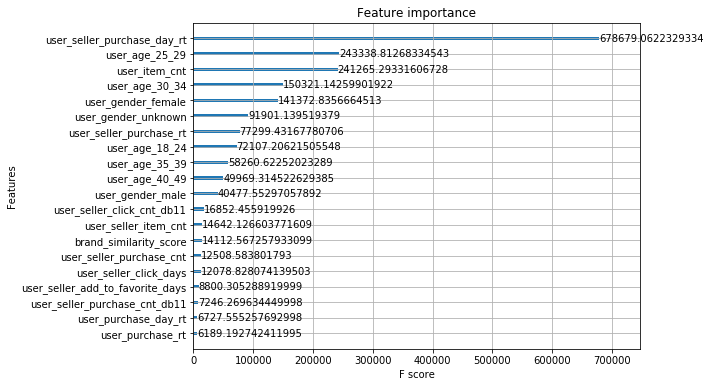 Feature importance
Features
user_seller_purchase_day_rt 678679.0622329334
user_age_25_29 243338.81268334543
user_item_cnt 241265.29331606728
user_age_30_34 150321.14259901922
user_gender_female 141372.8356664513
user_gender_unknown 91901.139519379
user_seller_purchase_rt 77299.43167780706
user_age_18_24 72107.20621505548
user_age_35_39 58260.62252023289
user_age_40_49 49969.314522629385
user_gender_male 40477.55297057892
user_seller_click_cnt_db11 16852.455919926
user_seller_item_cnt 14642.126603771609
brand_similarity_score 14112.567257933099
user_seller_purchase_cnt 12508.583801793
user_seller_click_days 12078.828074139503
user_seller_add_to_favorite_days 8800.305288919999
user_seller_purchase_cnt_db11 7246.269634449998
user_purchase_day_rt 6727.555257692998
user_purchase_rt 6189.192742411995
0 100000 200000 300000 400000 500000 600000 700000
F score